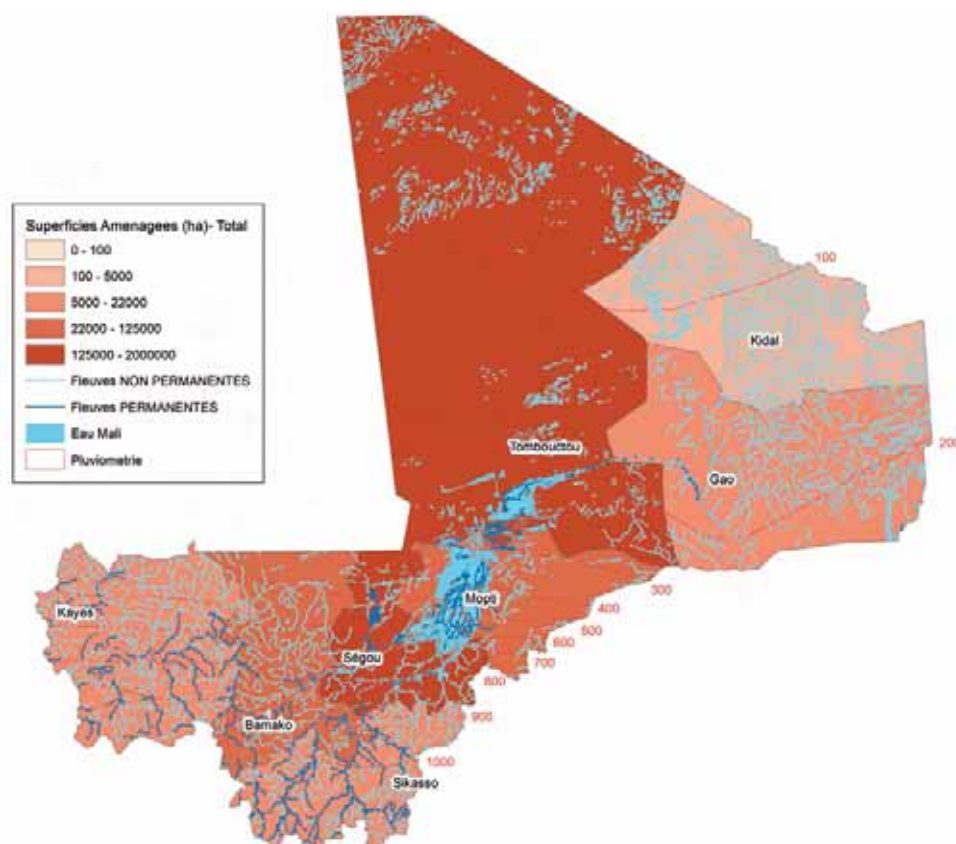 Superficies Amenagees (ha)- Total
0 - 100
100 - 5000
5000 - 22000
22000 - 125000
125000 - 2000000
Fleuves NON PERMANENTES
Fleuves PERMANENTES
Eau Mali
Pluviometrie
100
Kidal
200
Tombouctou
Gao
300
400
500
600
700
800
900
1000
Kayes
Mopti
Ségou
Bamako
Sikasso